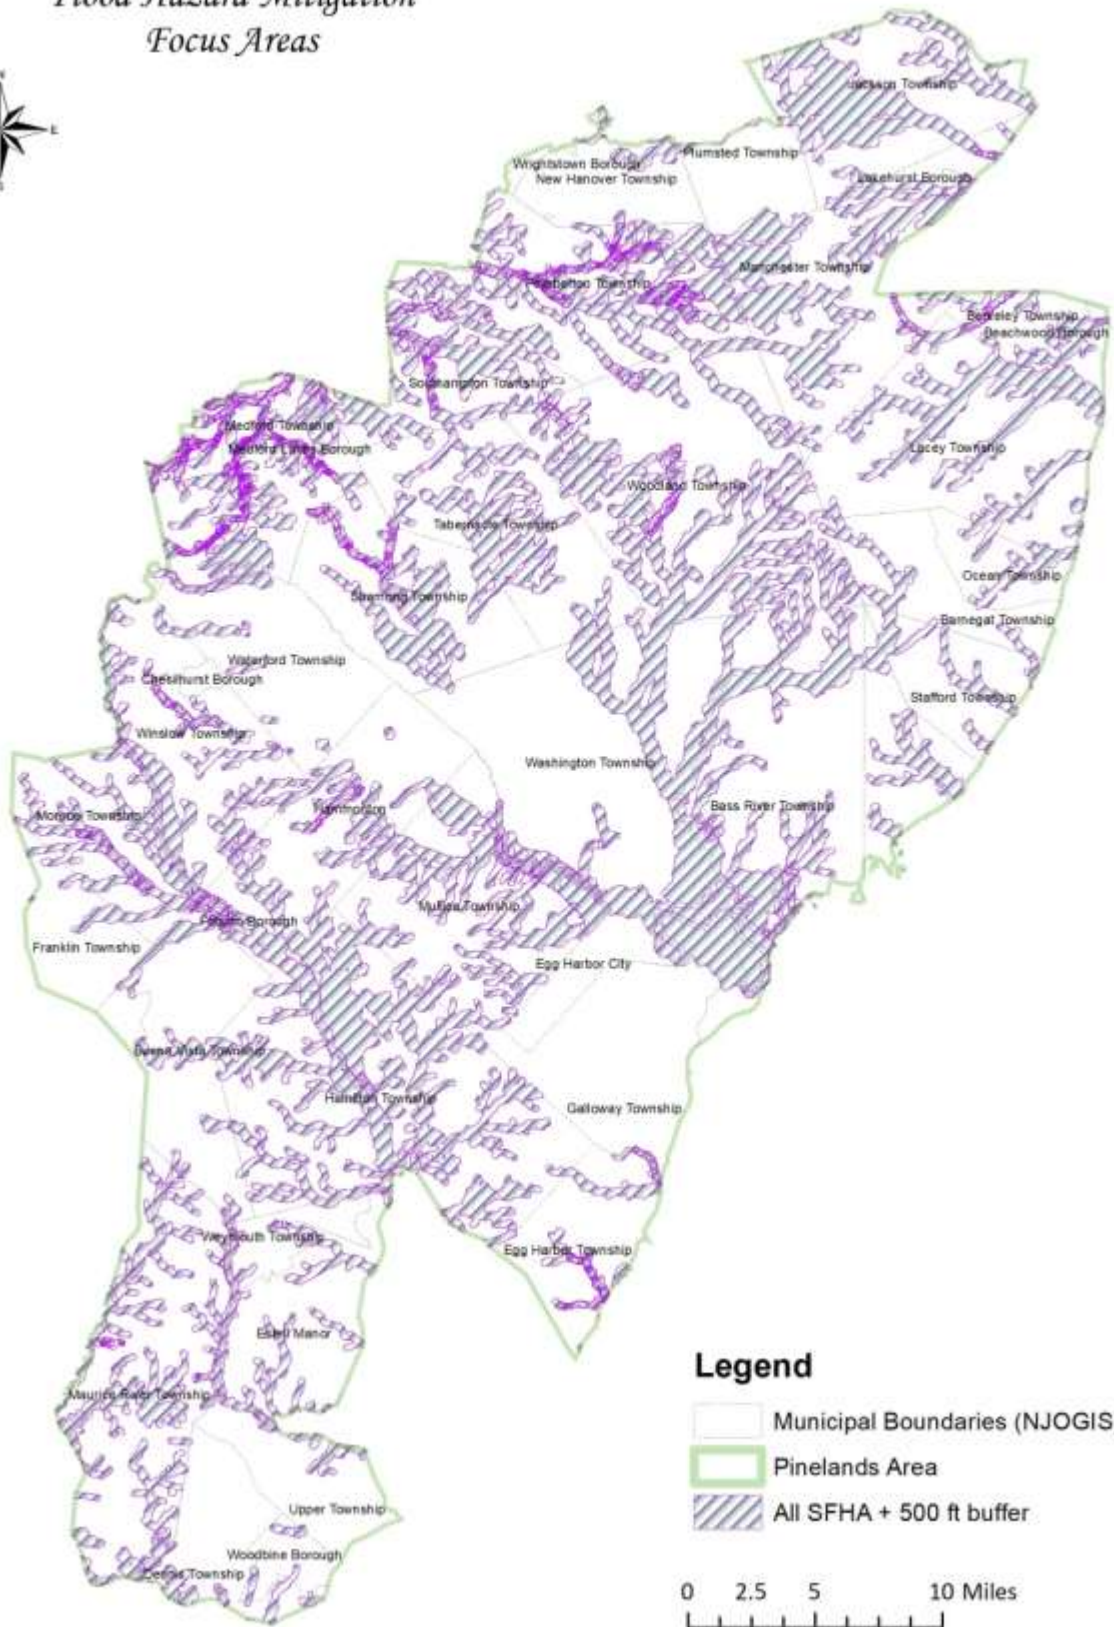 Flood Hazard Mitigation
Focus Areas
E
Jackson Township
Plumsted Township
Wrightstown Borough
New Hanover Township
Lakehurst Borough
Manchester Township
Pemberton Township
Berkeley Township
Beachwood Borough
Southampton Township
Medford Township
Medford Lakes Borough
Lacey Township
Woodland Township
Tabernacle Township
Ocean Township
Shamong Township
Barnegat Township
Waterford Township
Chesilhurst Borough
Stafford Township
Winslow Township
Washington Township
Monroe Township
Hammonton
Bass River Township
Mullica Township
Folsom Borough
Franklin Township
Egg Harbor City
Buena Vista Township
Hamilton Township
Galloway Township
Weymouth Township
Egg Harbor Township
Estell Manor
Maurice River Township
Upper Township
Woodbine Borough
Dennis Township
Legend
Municipal Boundaries (NJOGIS
Pinelands Area
All SFHA + 500 ft buffer
0 2.5 5 10 Miles